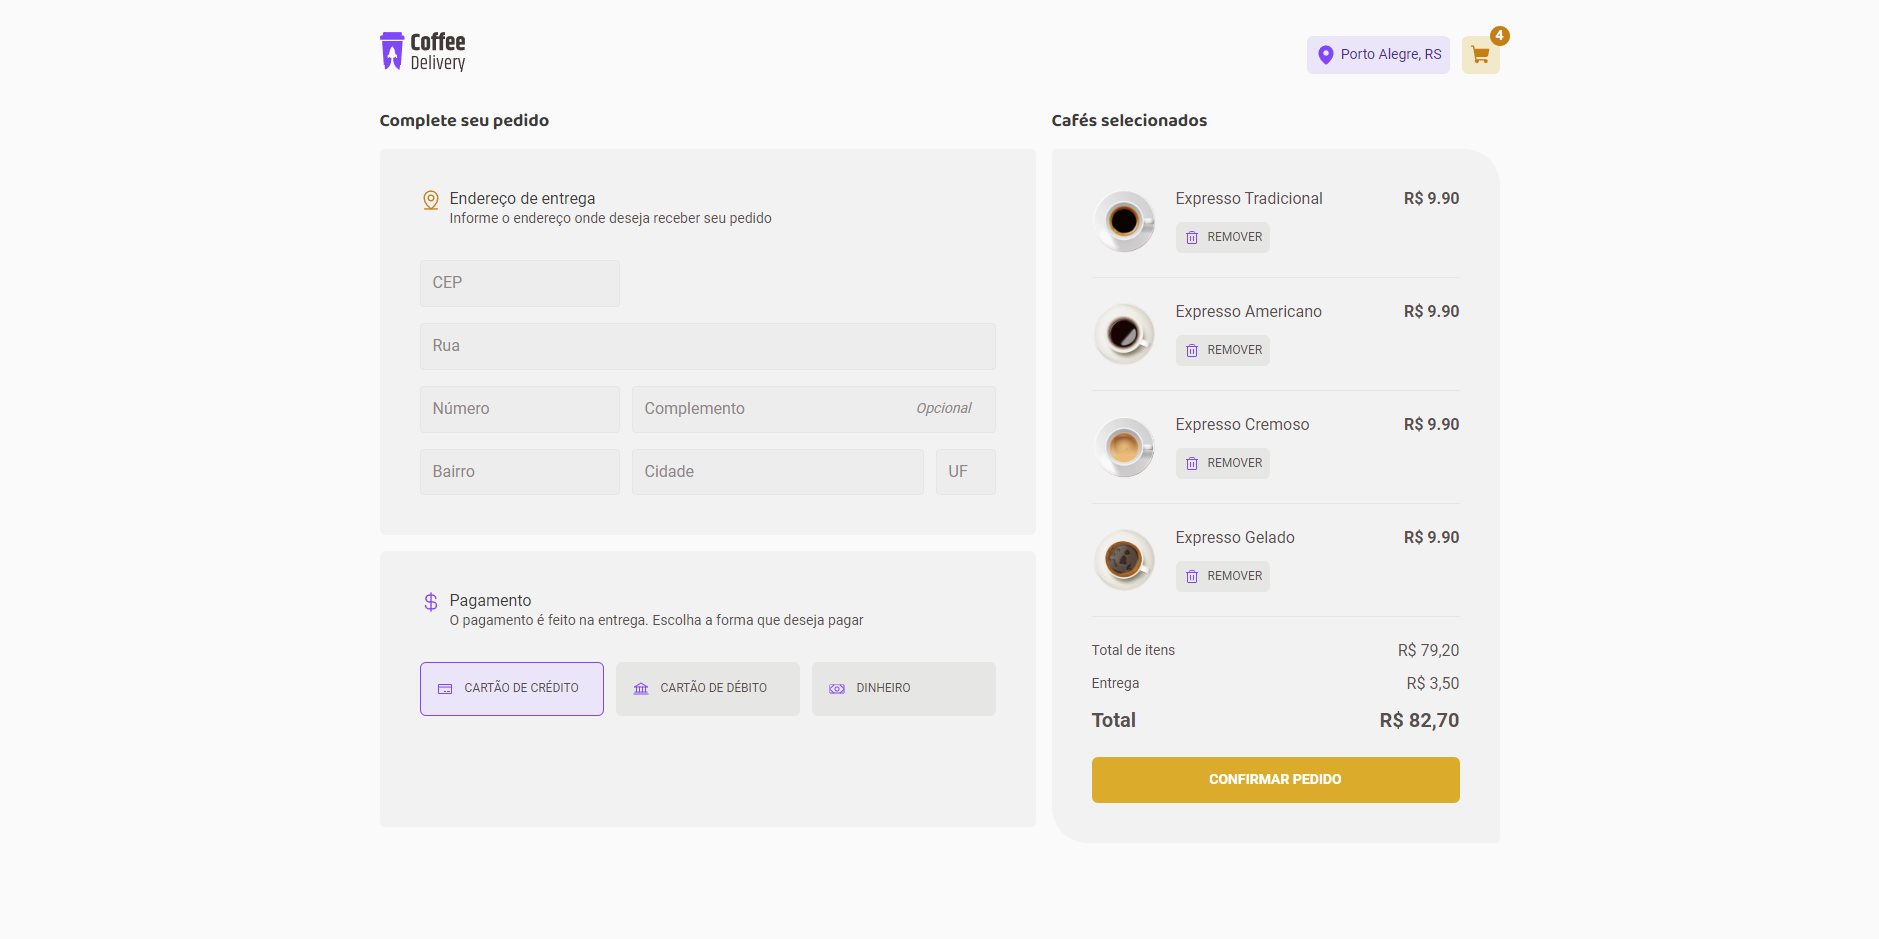 Coffee
Delivery
Porto Alegre, RS
4
Complete seu pedido
Endereço de entrega
Informe o endereço onde deseja receber seu pedido
CEP
Rua
Número
Complemento
Opcional
Bairro
Cidade
UF
Pagamento
O pagamento é feito na entrega. Escolha a forma que deseja pagar
CARTÃO DE CRÉDITO
CARTÃO DE DÉBITO
DINHEIRO
Cafés selecionados
Expresso Tradicional
R$ 9.90
REMOVER
Expresso Americano
R$ 9.90
REMOVER
Expresso Cremoso
R$ 9.90
REMOVER
Expresso Gelado
R$ 9.90
REMOVER
Total de itens
R$ 79,20
Entrega
R$ 3,50
Total
R$ 82,70
CONFIRMAR PEDIDO